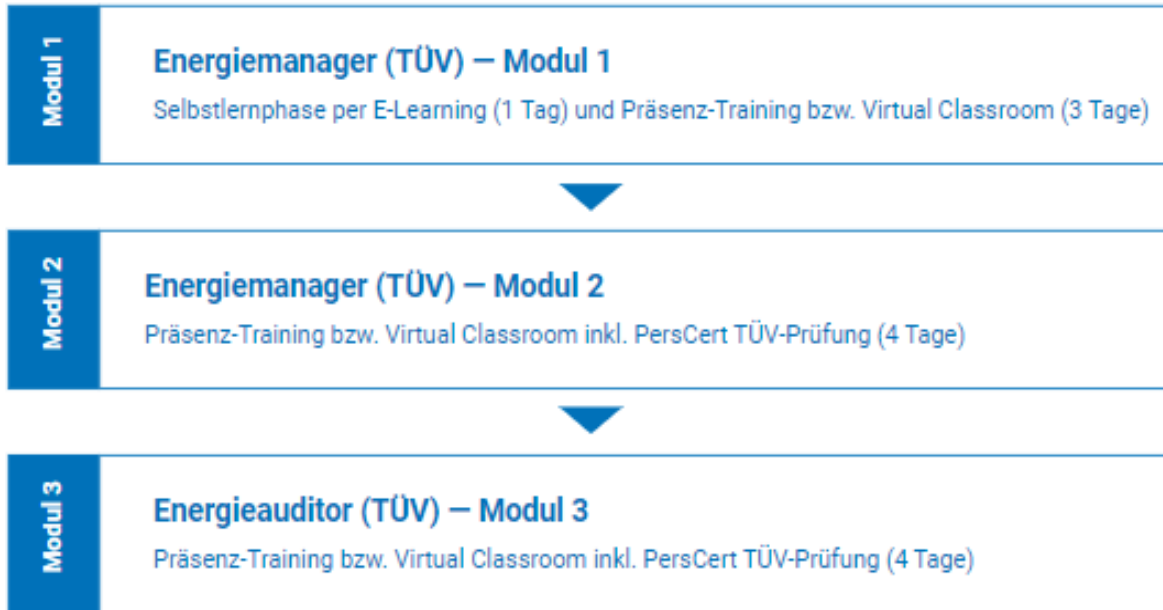 Modul 1
Energiemanager (TÜV) — Modul 1
Selbstlernphase per E-Learning (1 Tag) und Präsenz-Training bzw. Virtual Classroom (3 Tage)
Modul 2
Energiemanager (TÜV) — Modul 2
Präsenz-Training bzw. Virtual Classroom inkl. PersCert TÜV-Prüfung (4 Tage)
Modul 3
Energieauditor (TÜV) — Modul 3
Präsenz-Training bzw. Virtual Classroom inkl. PersCert TÜV-Prüfung (4 Tage)